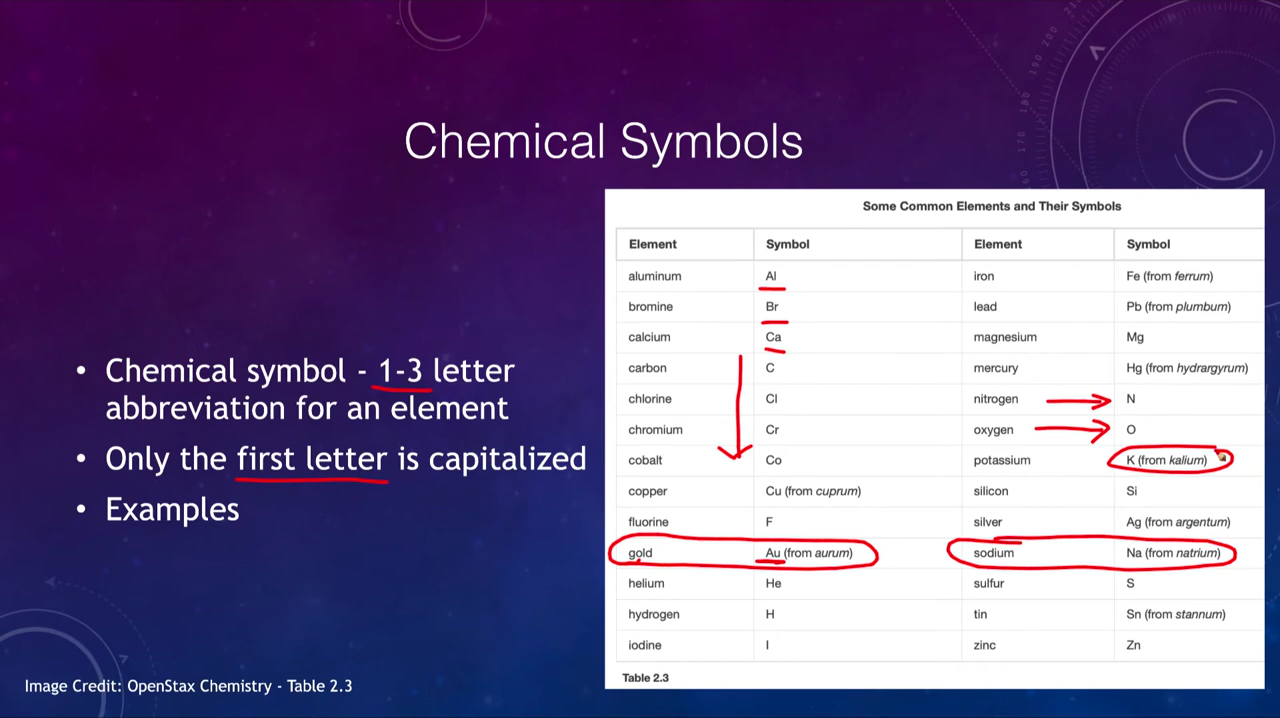 Chemical Symbols
• Chemical symbol - 1-3 letter
abbreviation for an element
• Only the first letter is capitalized
• Examples
Some Common Elements and Their Symbols
Element Symbol Element Symbol
aluminum Al iron Fe (from ferrum)
bromine Br lead Pb (from plumbum)
calcium Ca magnesium Mg
carbon C mercury Hg (from hydrargyrum)
chlorine Cl nitrogen N
chromium Cr oxygen O
cobalt Co potassium K (from kalium)
copper Cu (from cuprum) silicon Si
fluorine F silver Ag (from argentum)
gold Au (from aurum) sodium Na (from natrium)
helium He sulfur S
hydrogen H tin Sn (from stannum)
iodine I zinc Zn
Table 2.3
Image Credit: OpenStax Chemistry - Table 2.3
160
170
180
190
200